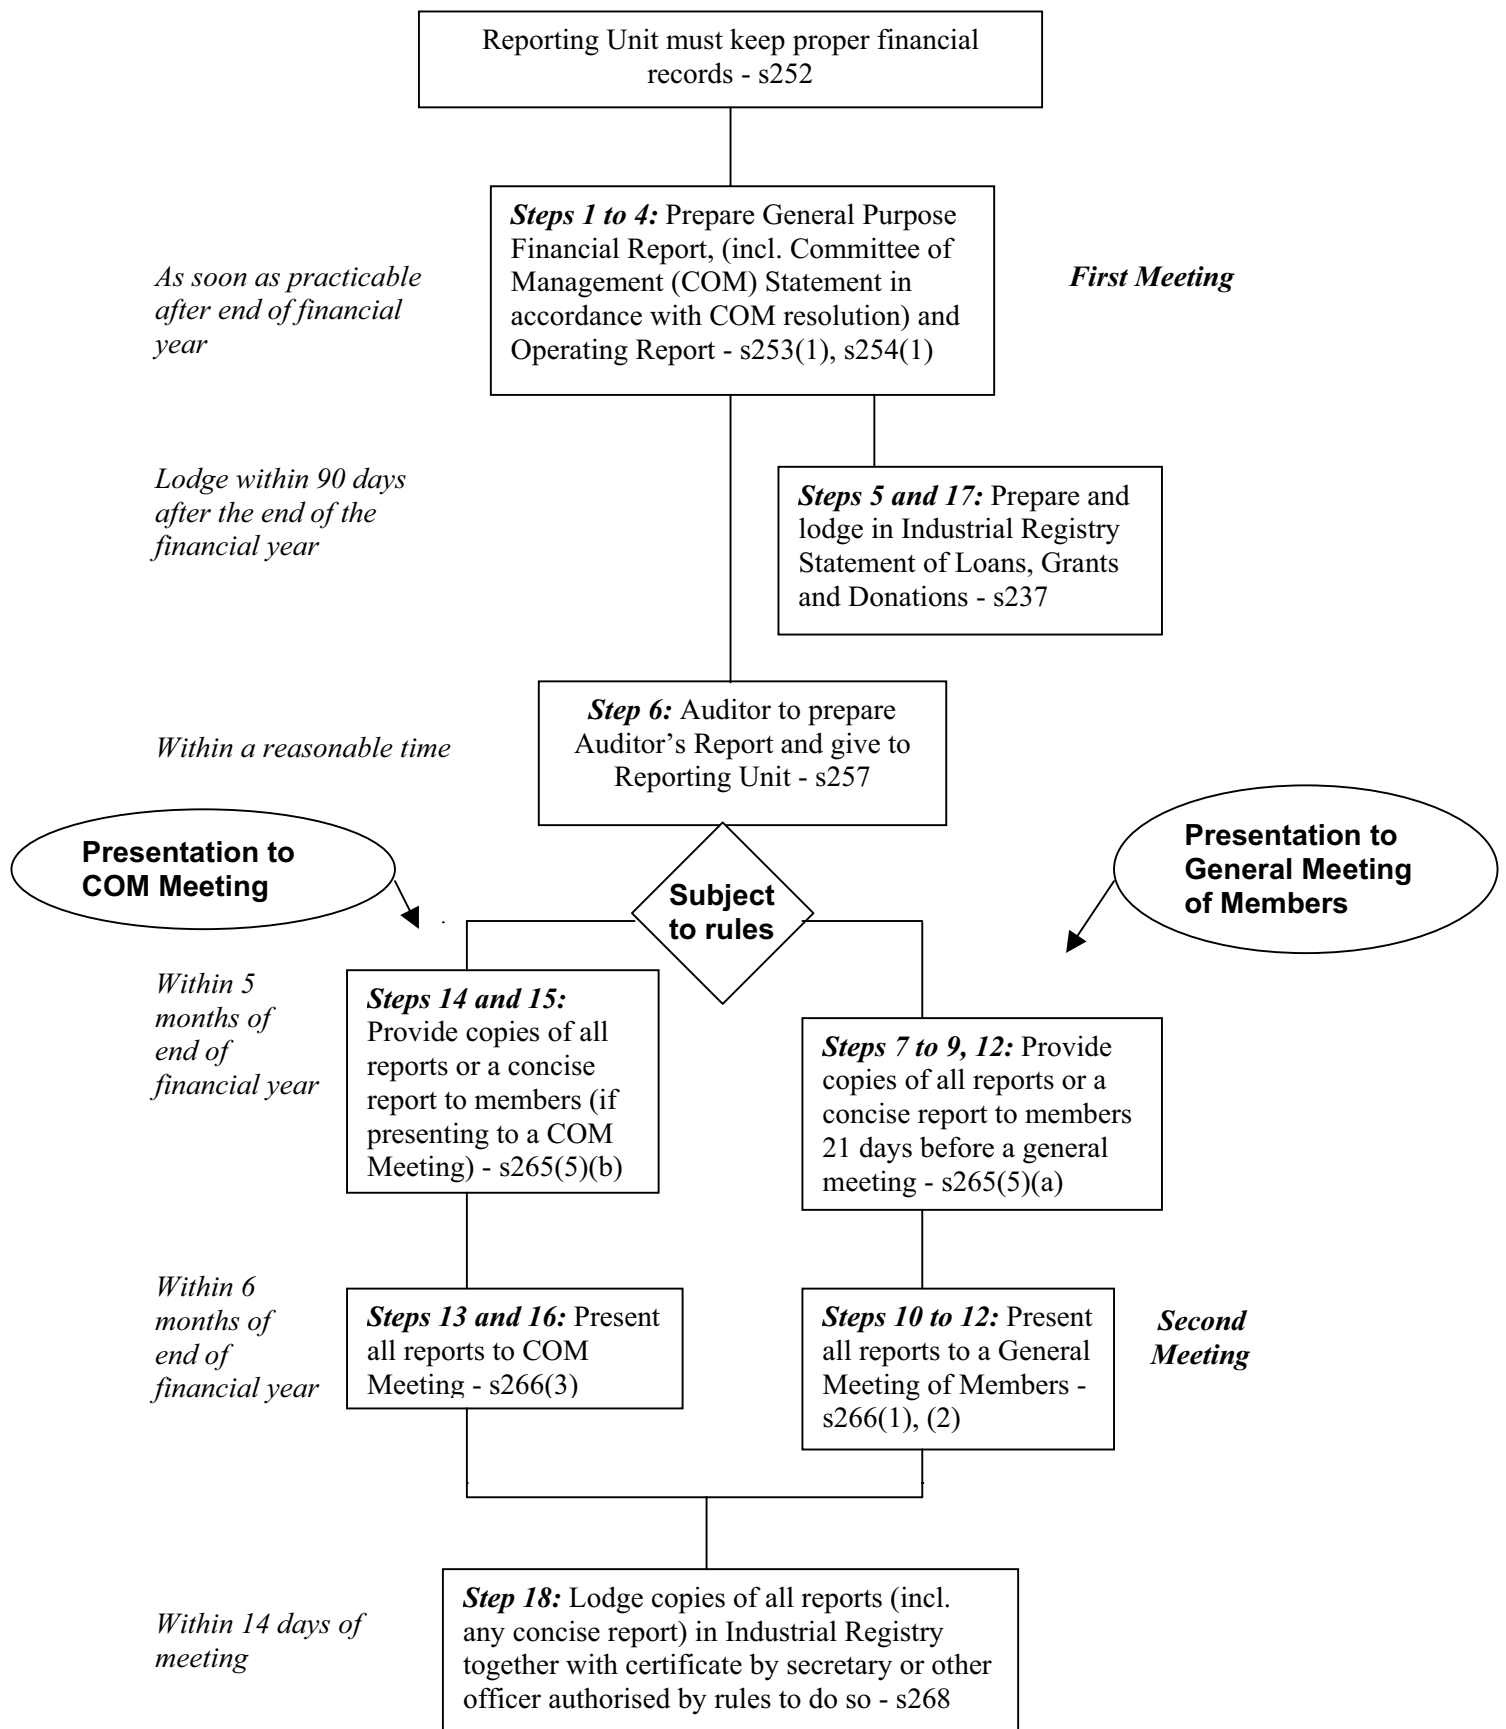 Reporting Unit must keep proper financial
records - s252
Steps 1 to 4: Prepare General Purpose
Financial Report, (incl. Committee of
Management (COM) Statement in
accordance with COM resolution) and
Operating Report - s253(1), s254(1)
As soon as practicable
after end of financial
year
First Meeting
Lodge within 90 days
after the end of the
financial year
Steps 5 and 17: Prepare and
lodge in Industrial Registry
Statement of Loans, Grants
and Donations - s237
Step 6: Auditor to prepare
Auditor’s Report and give to
Reporting Unit - s257
Within a reasonable time
Presentation to
COM Meeting
Subject
to rules
Presentation to
General Meeting
of Members
Within 5
months of
end of
financial year
Steps 14 and 15:
Provide copies of all
reports or a concise
report to members (if
presenting to a COM
Meeting) - s265(5)(b)
Steps 7 to 9, 12: Provide
copies of all reports or a
concise report to members
21 days before a general
meeting - s265(5)(a)
Within 6
months of
end of
financial year
Steps 13 and 16: Present
all reports to COM
Meeting - s266(3)
Steps 10 to 12: Present
all reports to a General
Meeting of Members -
s266(1), (2)
Second
Meeting
Within 14 days of
meeting
Step 18: Lodge copies of all reports (incl.
any concise report) in Industrial Registry
together with certificate by secretary or other
officer authorised by rules to do so - s268